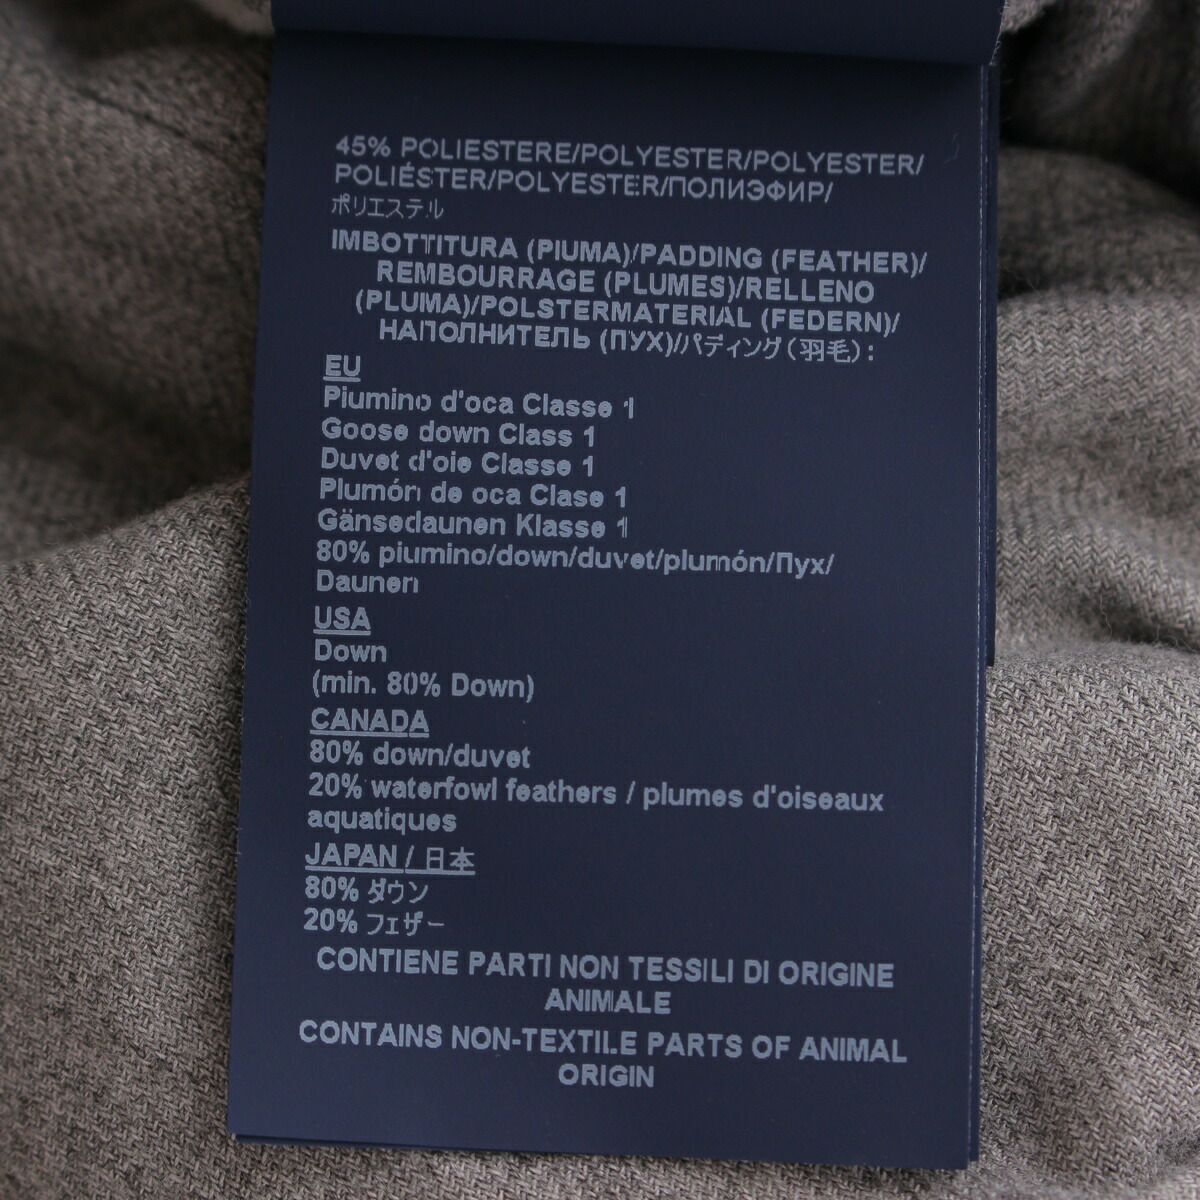 45% POLIESTERE/POLYESTER/POLYESTER/
POLIÉSTER/POLYESTER/ПОЛИЭФИР/
ポリエステル
IMBOTTITURA (PIUMA)/PADDING (FEATHER)/
REMBOURRAGE (PLUMES)/RELLENO
(PLUMA)/POLSTERMATERIAL (FEDERN)/
НАПОЛНИТЕЛЬ (ПУХ)/パディング(羽毛):
EU
Piumino d'oca Classe 1
Goose down Class 1
Duvet d'oie Classe 1
Plumón de oca Clase 1
Gänsedaunen Klasse 1
80% piumino/down/duvet/plumón/Пух/
Daunen
USA
Down
(min. 80% Down)
CANADA
80% down/duvet
20% waterfowl feathers / plumes d'oiseaux
aquatiques
JAPAN / 日本
80% ダウン
20% フェザー
CONTIENE PARTI NON TESSILI DI ORIGINE
ANIMALE
CONTAINS NON-TEXTILE PARTS OF ANIMAL
ORIGIN